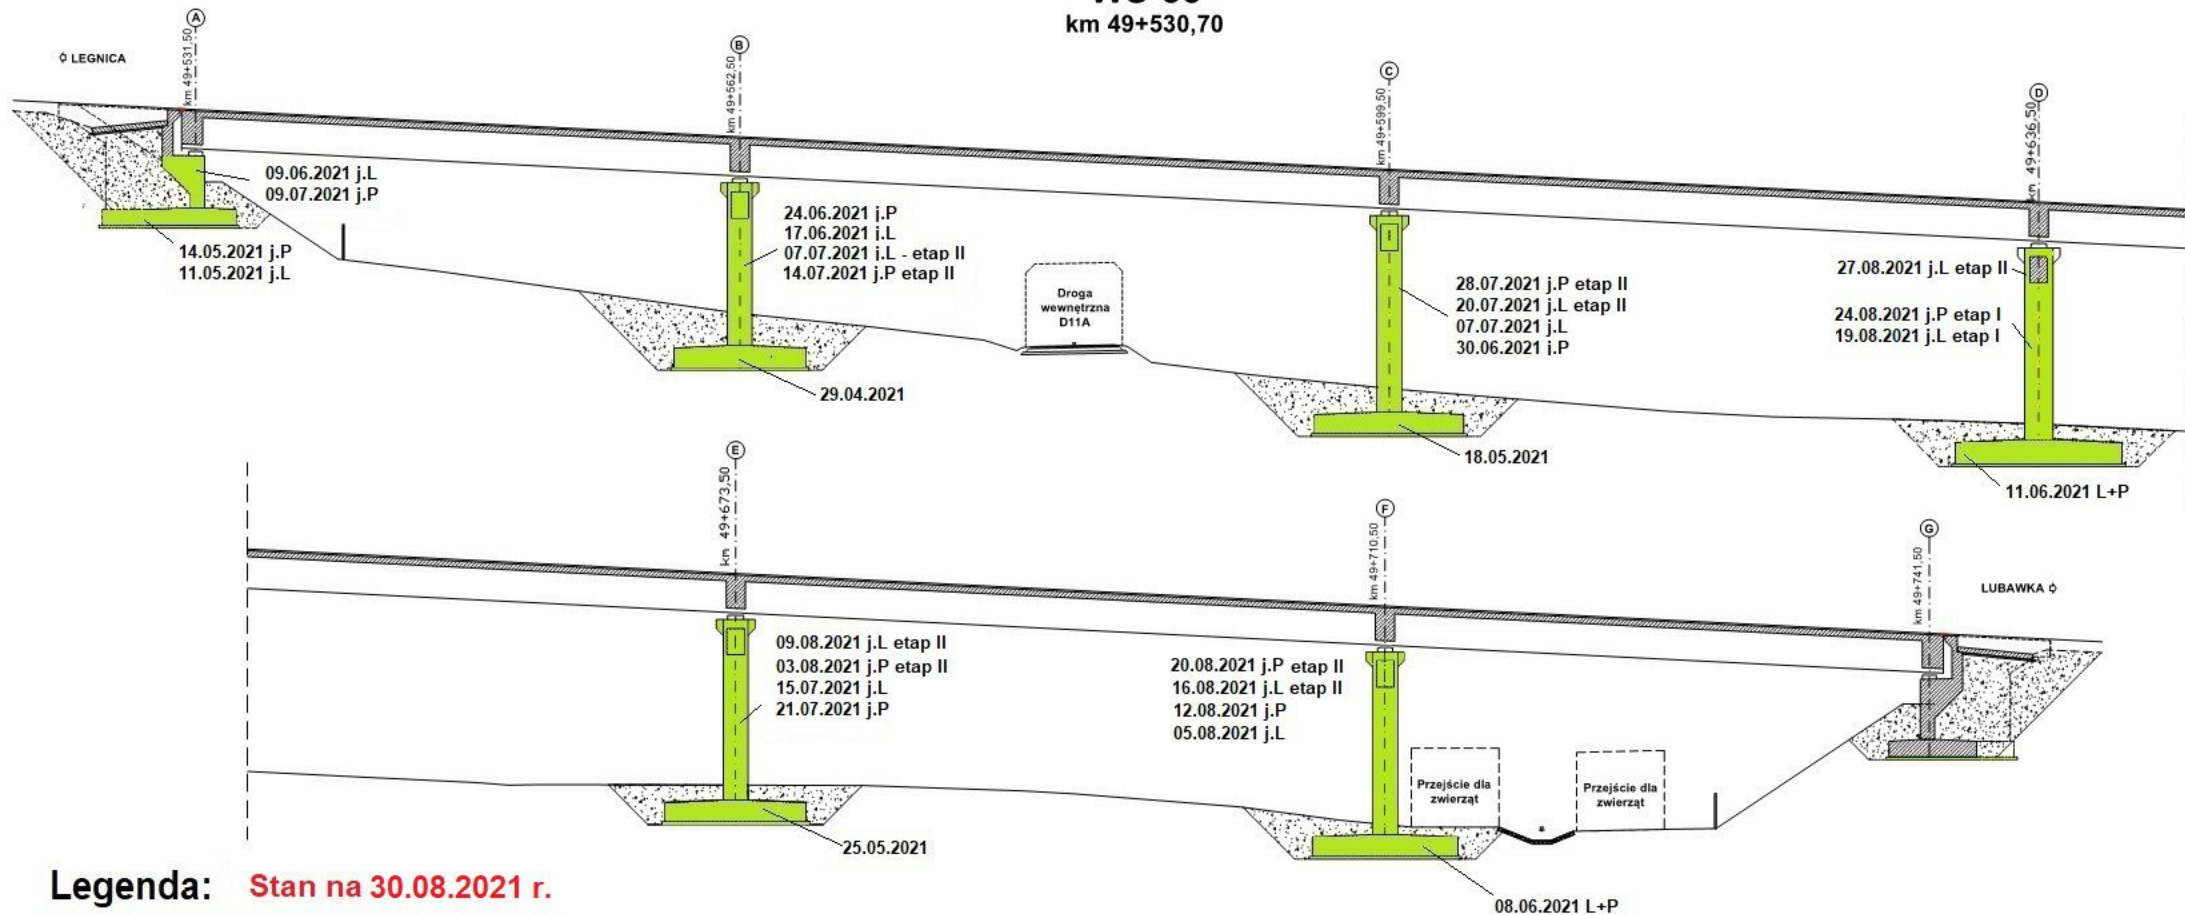 km 49+530,70
A
km 49+531,50
LEGNICA
B
km 49+562,50
C
km 49+599,50
D
km 49+636,50
09.06.2021 j.L
09.07.2021 j.P
14.05.2021 j.P
11.05.2021 j.L
24.06.2021 j.P
17.06.2021 j.L
07.07.2021 j.L - etap II
14.07.2021 j.P etap II
29.04.2021
Droga
wewnętrzna
D11A
28.07.2021 j.P etap II
20.07.2021 j.L etap II
07.07.2021 j.L
30.06.2021 j.P
18.05.2021
27.08.2021 j.L etap II
24.08.2021 j.P etap I
19.08.2021 j.L etap I
11.06.2021 L+P
E
km 49+673,50
F
km 49+710,50
G
km 49+741,50
LUBAWKA
09.08.2021 j.L etap II
03.08.2021 j.P etap II
15.07.2021 j.L
21.07.2021 j.P
25.05.2021
20.08.2021 j.P etap II
16.08.2021 j.L etap II
12.08.2021 j.P
05.08.2021 j.L
Przejście dla
zwierząt
Przejście dla
zwierząt
08.06.2021 L+P
Legenda: Stan na 30.08.2021 r.